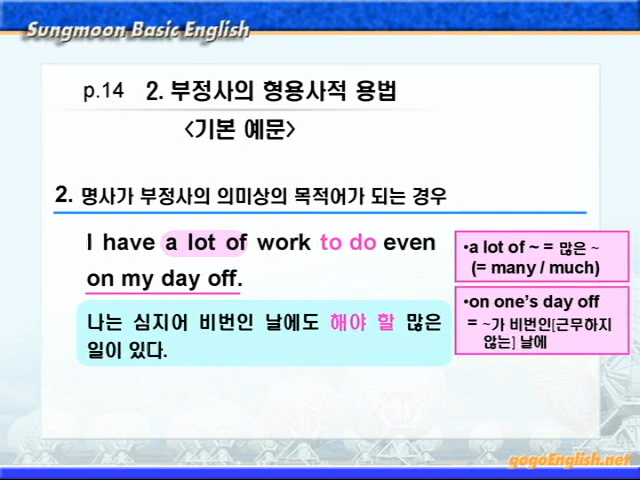 Sungmoon Basic English
p.14 2. 부정사의 형용사적 용법
<기본 예문>
2. 명사가 부정사의 의미상의 목적어가 되는 경우
I have a lot of work to do even
on my day off.
나는 심지어 비번인 날에도 해야 할 많은
일이 있다.
•a lot of ~ = 많은 ~
(= many / much)
•on one's day off
= ~가 비번인[근무하지
않는] 날에
gogoEnglish.net